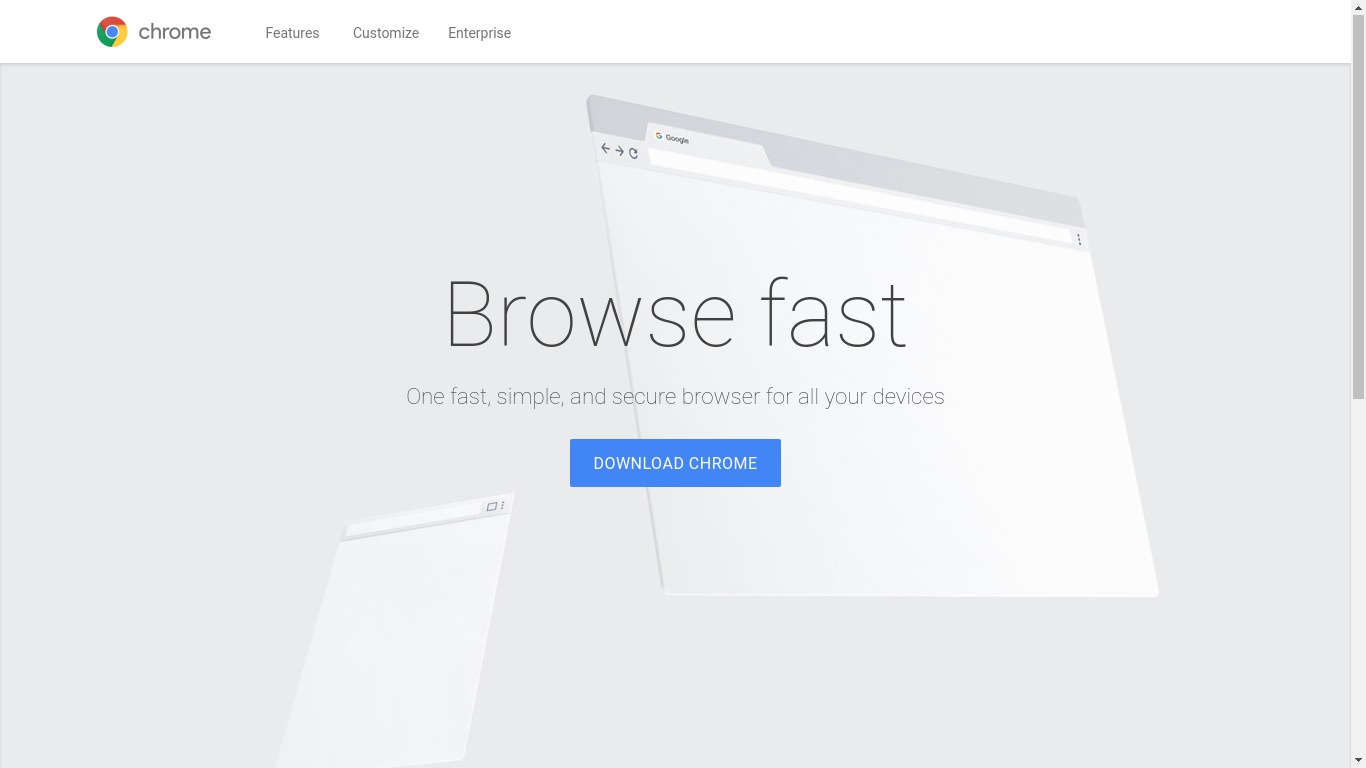 chrome
Features
Customize
Enterprise
Google
Browse fast
One fast, simple, and secure browser for all your devices
DOWNLOAD CHROME